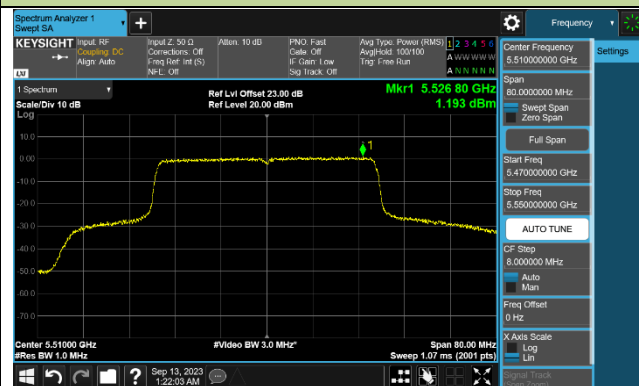 Spectrum Analyzer 1
Swept SA
+
Frequency
KEYSIGHT
Input: RF
Coupling: DC
Align: Auto
Input Z: 50 Ω
Corrections: Off
Freq Ref: Int (S)
NFE: Off
Atten: 10 dB
PNO: Fast
Gate: Off
IF Gain: Low
Sig Track: Off
Avg Type: Power (RMS)
Avg|Hold: 100/100
Trig: Free Run
1 2 3 4 5 6
A W W W W W
A N N N N N
LXI
1 Spectrum
Scale/Div 10 dB
Log
Ref Lvl Offset 23.00 dB
Ref Level 20.00 dBm
Mkr1 5.526 80 GHz
1.193 dBm
10.0
0.00
-10.0
-20.0
-30.0
-40.0
-50.0
-60.0
-70.0
1
Center 5.51000 GHz
#Res BW 1.0 MHz
#Video BW 3.0 MHz*
Span 80.00 MHz
Sweep 1.07 ms (2001 pts)
Center Frequency
5.510000000 GHz
Settings
Span
80.0000000 MHz
Swept Span
Zero Span
Full Span
Start Freq
5.470000000 GHz
Stop Freq
5.550000000 GHz
AUTO TUNE
CF Step
8.000000 MHz
Auto
Man
Freq Offset
0 Hz
X Axis Scale
Log
Lin
Signal Track
(Span Zoom)
?
Sep 13, 2023
1:22:03 AM